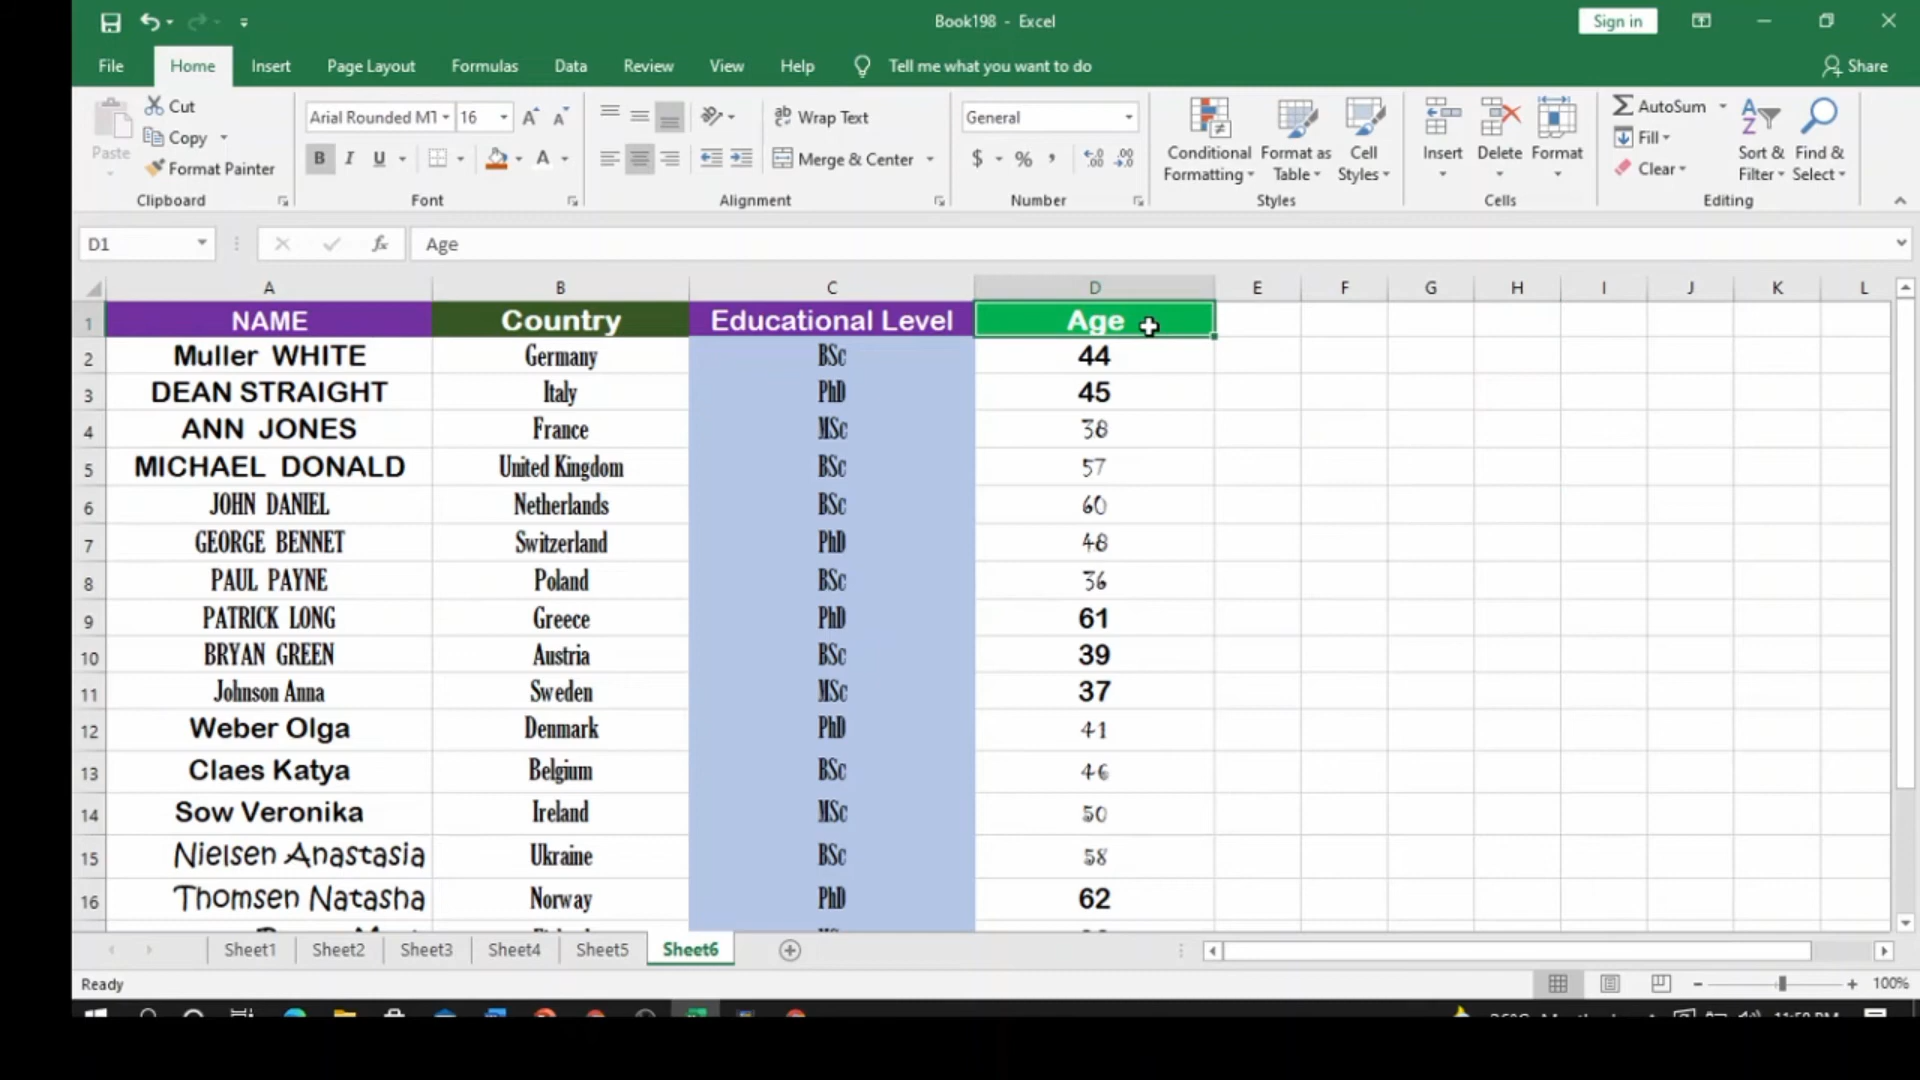 Book198 - Excel
Sign in
File Home Insert Page Layout Formulas Data Review View Help Tell me what you want to do Share
Paste
Cut
Copy
Format Painter
Clipboard
Arial Rounded MT 16
B I U
Font
Wrap Text
Merge & Center
Alignment
General
$ % ,
Number
Conditional Formatting
Format as Table
Cell Styles
Styles
Insert Delete Format
Cells
AutoSum
Fill
Clear
Sort & Filter
Find & Select
Editing
D1 fx Age
A B C D E F G H I J K L
1 NAME Country Educational Level Age
2 Muller WHITE Germany BSc 44
3 DEAN STRAIGHT Italy PhD 45
4 ANN JONES France MSc 38
5 MICHAEL DONALD United Kingdom BSc 57
6 JOHN DANIEL Netherlands BSc 60
7 GEORGE BENNET Switzerland PhD 48
8 PAUL PAYNE Poland BSc 36
9 PATRICK LONG Greece PhD 61
10 BRYAN GREEN Austria BSc 39
11 Johnson Anna Sweden MSc 37
12 Weber Olga Denmark PhD 41
13 Claes Katya Belgium BSc 46
14 Sow Veronika Ireland MSc 50
15 Nielsen Anastasia Ukraine BSc 58
16 Thomsen Natasha Norway PhD 62
Sheet1 Sheet2 Sheet3 Sheet4 Sheet5 Sheet6
Ready 100%